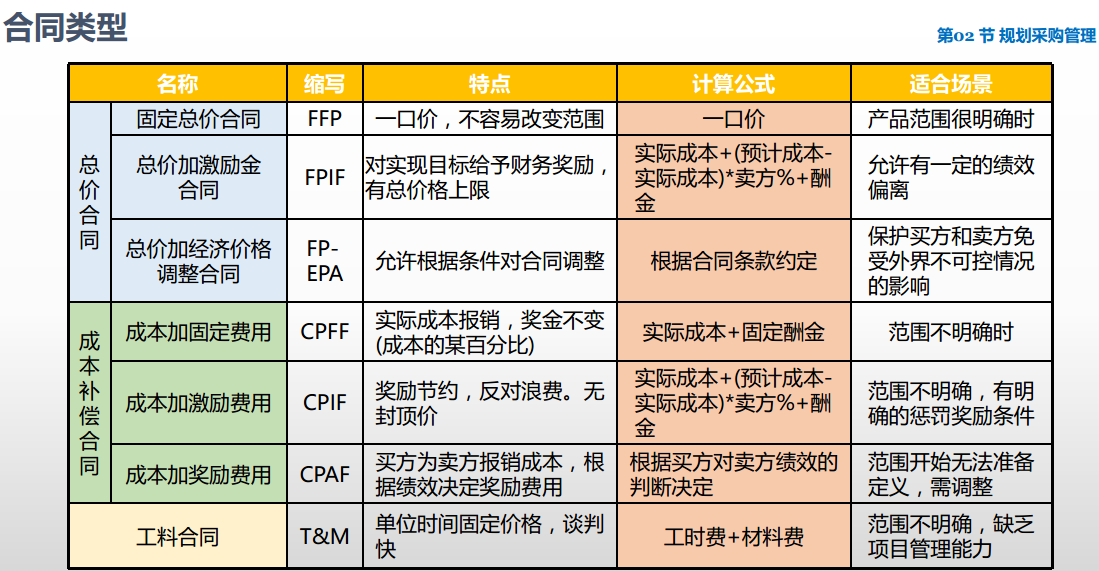 合同类型
第02 节 规划采购管理
名称 缩写 特点 计算公式 适合场景
总价合同
固定总价合同 FFP 一口价，不容易改变范围 一口价 产品范围很明确时
总价加激励金
合同
FPIF
对实现目标给予财务奖励，
有总价格上限
实际成本+(预计成本-
实际成本)*卖方%+酬
金
允许有一定的绩效
偏离
总价加经济价格
调整合同
FP-
EPA
允许根据条件对合同调整
根据合同条款约定
保护买方和卖方免
受外界不可控情况
的影响
成本补偿合同
成本加固定费用
CPFF
实际成本报销，奖金不变
(成本的某百分比)
实际成本+固定酬金
范围不明确时
成本加激励费用
CPIF
奖励节约，反对浪费。无
封顶价
实际成本+(预计成本-
实际成本)*卖方%+酬
金
范围不明确，有明
确的惩罚奖励条件
成本加奖励费用
CPAF
买方为卖方报销成本，根
据绩效决定奖励费用
根据买方对卖方绩效的
判断决定
范围开始无法准备
定义，需调整
工料合同
T&M
单位时间固定价格，谈判
快
工时费+材料费
范围不明确，缺乏
项目管理能力